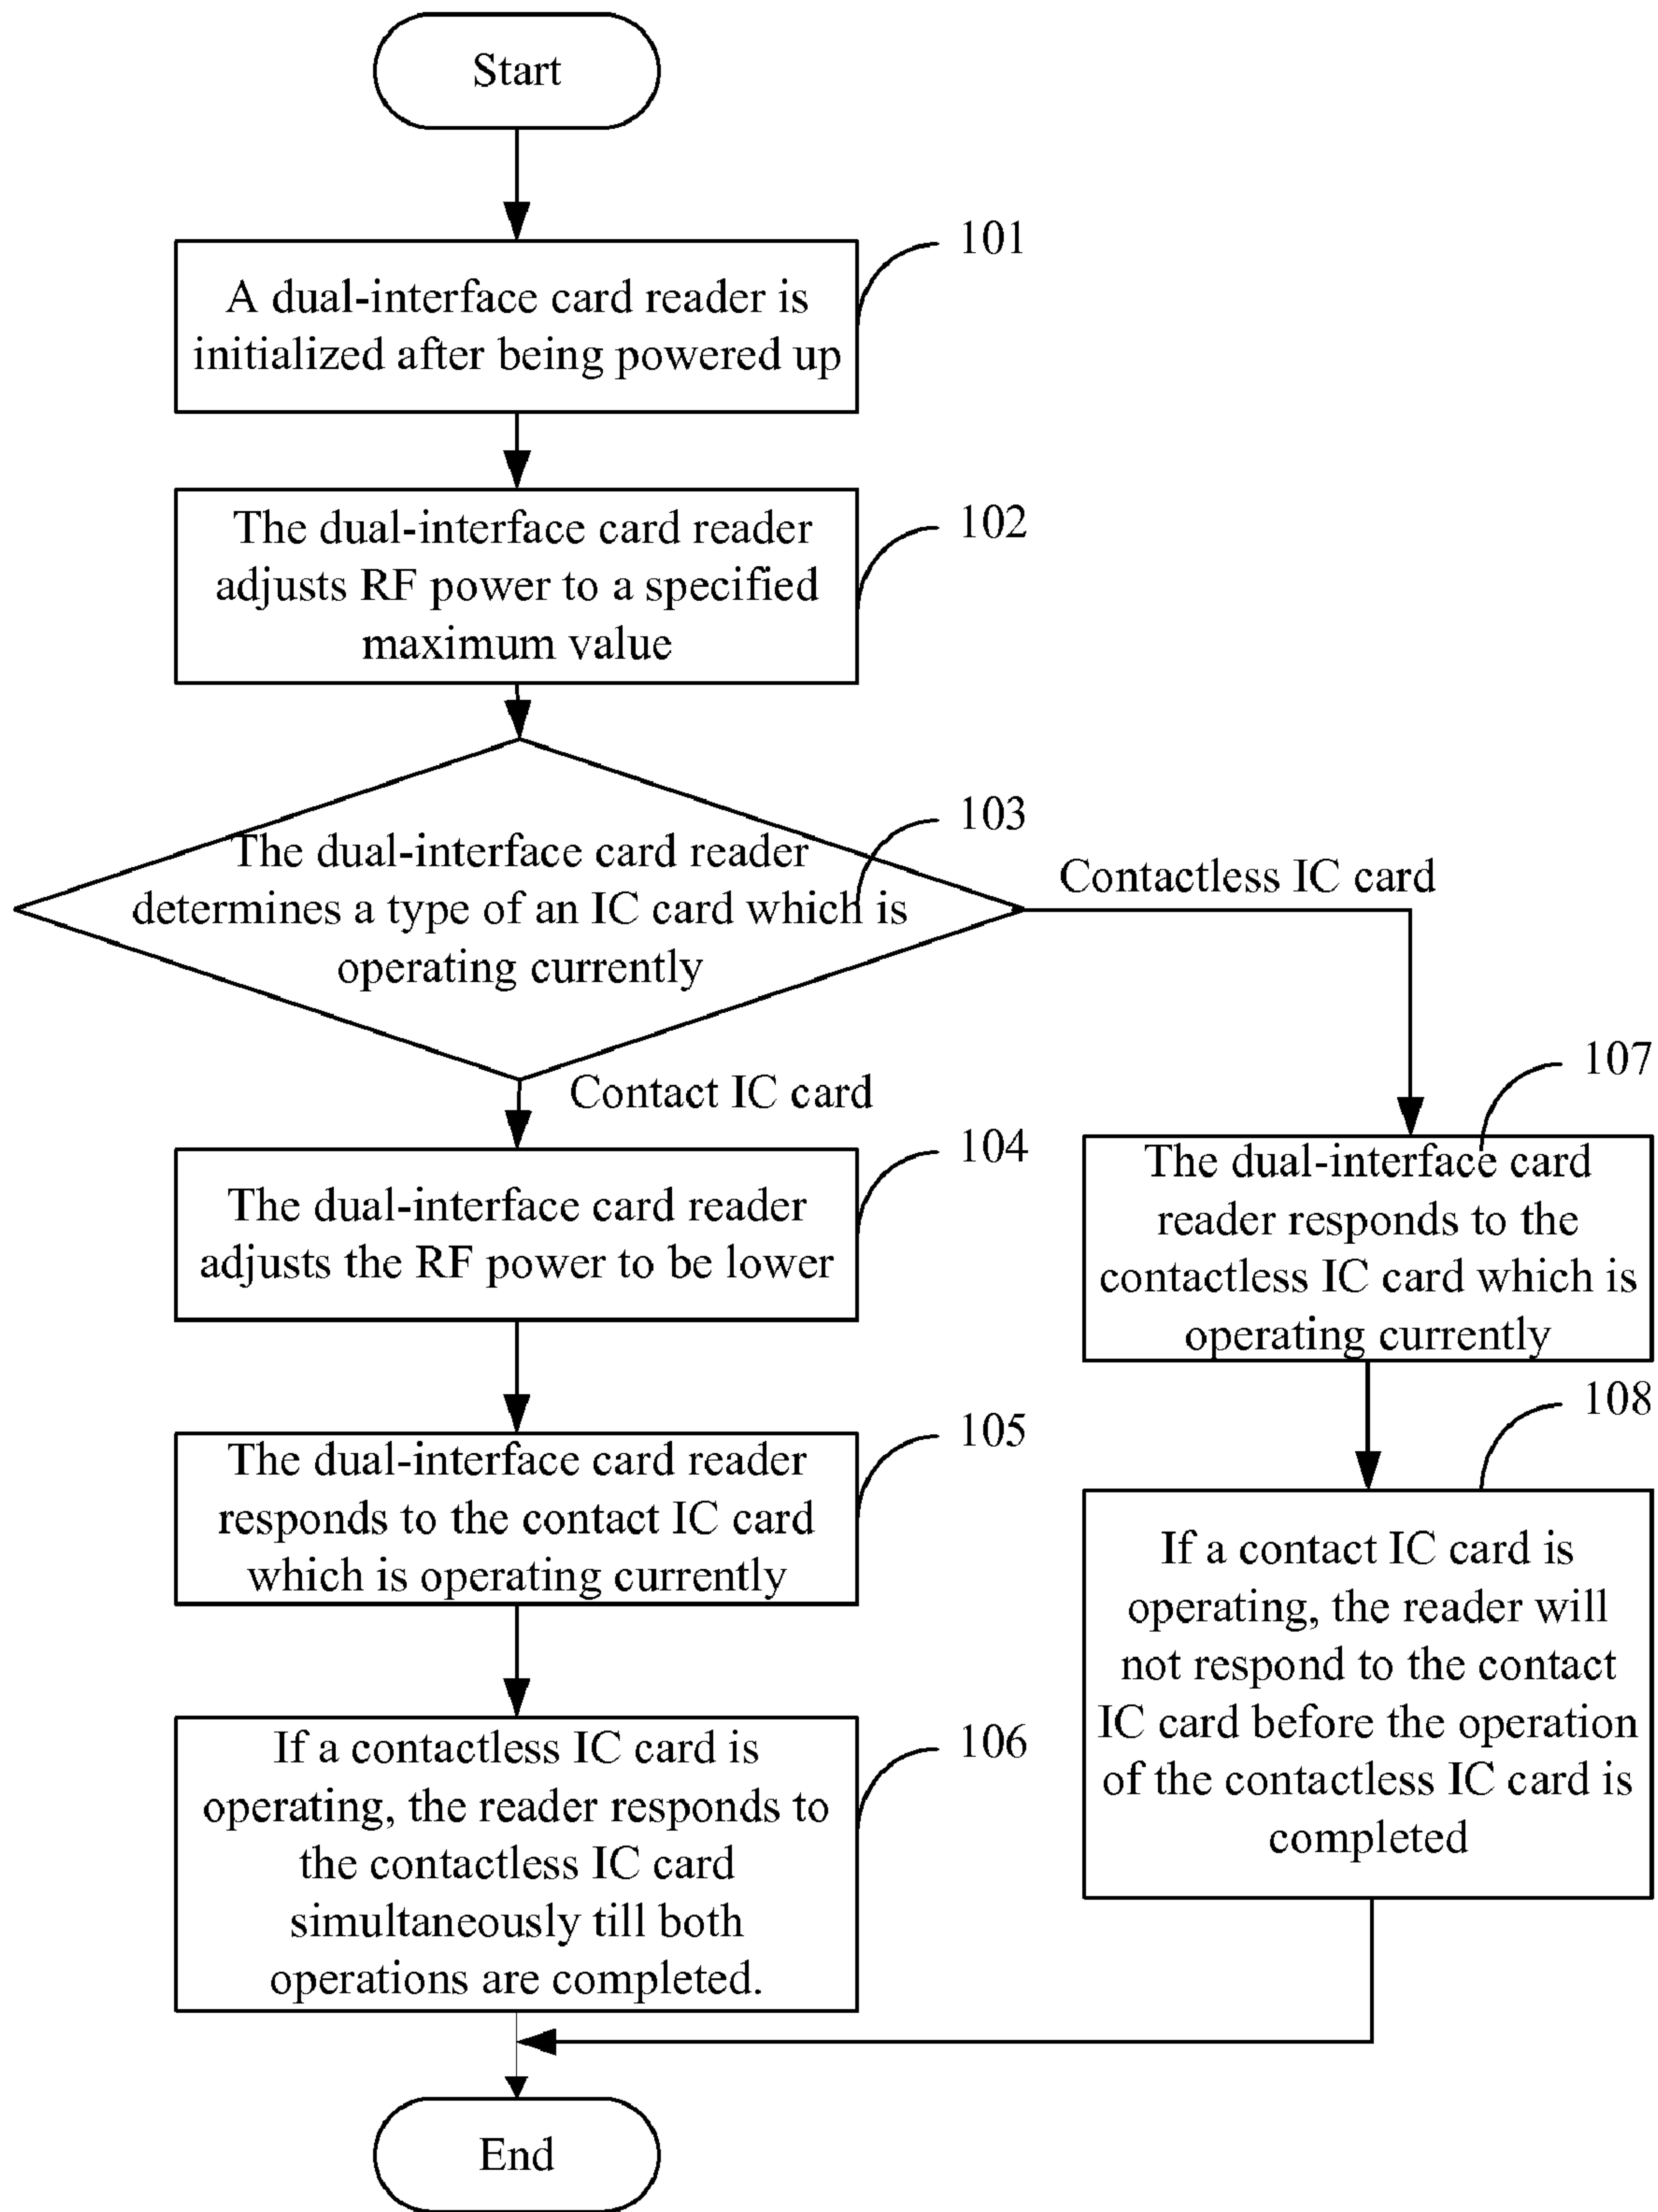 Start
101
A dual-interface card reader is
initialized after being powered up
102
The dual-interface card reader
adjusts RF power to a specified
maximum value
103
The dual-interface card reader
determines a type of an IC card which is
operating currently
Contactless IC card
Contact IC card
104
The dual-interface card reader
adjusts the RF power to be lower
105
The dual-interface card reader
responds to the contact IC card
which is operating currently
106
If a contactless IC card is
operating, the reader responds to
the contactless IC card
simultaneously till both
operations are completed.
107
The dual-interface card
reader responds to the
contactless IC card which is
operating currently
108
If a contact IC card is
operating, the reader will
not respond to the contact
IC card before the operation
of the contactless IC card is
completed
End